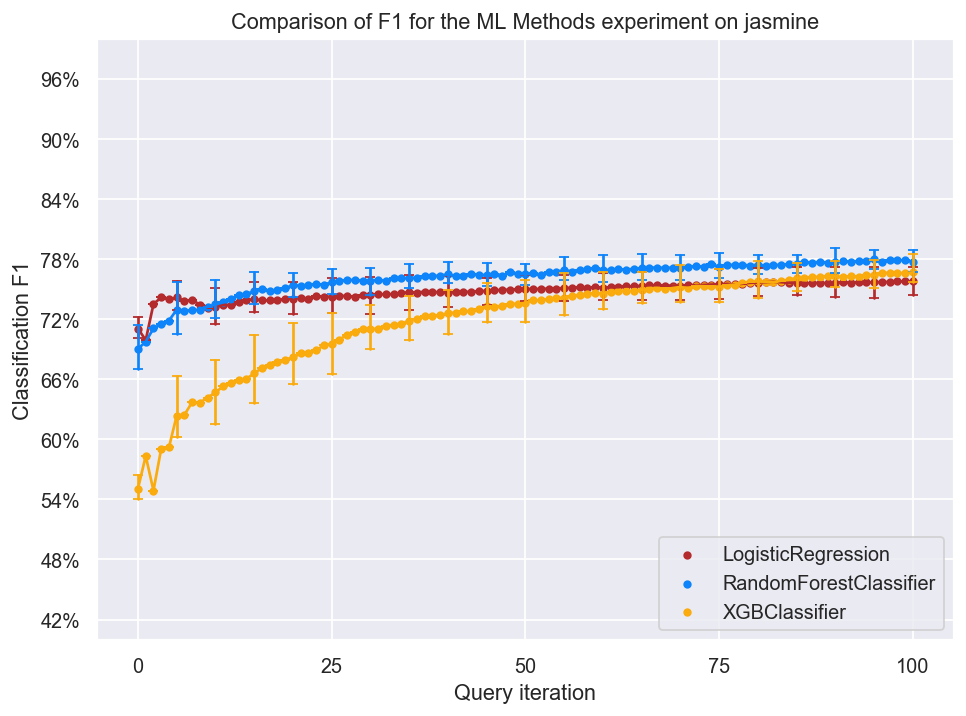 Comparison of F1 for the ML Methods experiment on jasmine
Classification F1
96%
90%
84%
78%
72%
66%
60%
54%
48%
42%
0
25
50
75
100
Query iteration
LogisticRegression
RandomForestClassifier
XGBClassifier